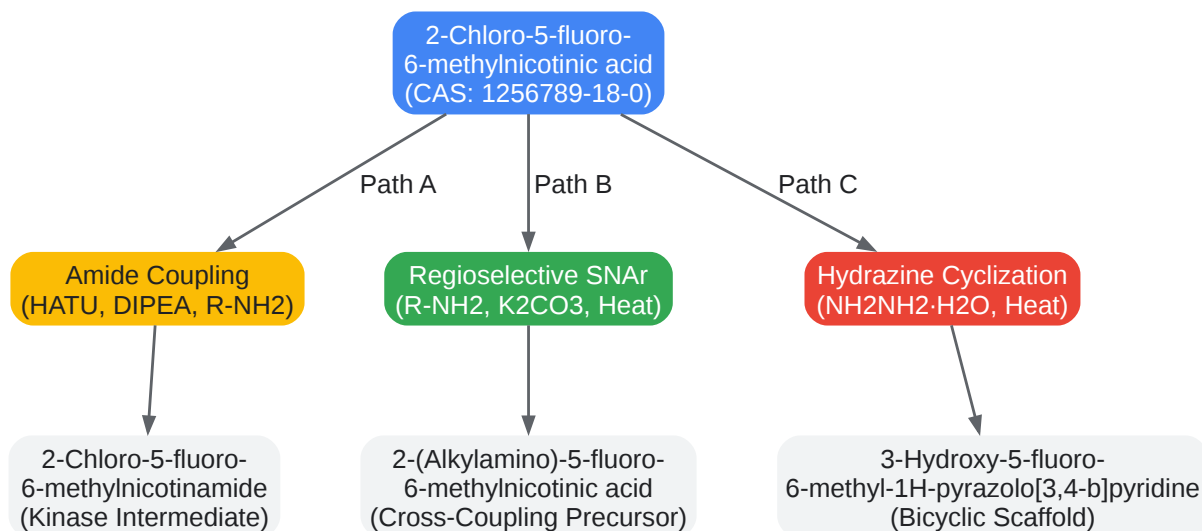 2-Chloro-5-fluoro-
6-methylnicotinic acid
(CAS: 1256789-18-0)
Path A
Path B
Path C
Amide Coupling
(HATU, DIPEA, R-NH2)
Regioselective SNAr
(R-NH2, K2CO3, Heat)
Hydrazine Cyclization
(NH2NH2·H2O, Heat)
2-Chloro-5-fluoro-
6-methylnicotinamide
(Kinase Intermediate)
2-(Alkylamino)-5-fluoro-
6-methylnicotinic acid
(Cross-Coupling Precursor)
3-Hydroxy-5-fluoro-
6-methyl-1H-pyrazolo[3,4-b]pyridine
(Bicyclic Scaffold)